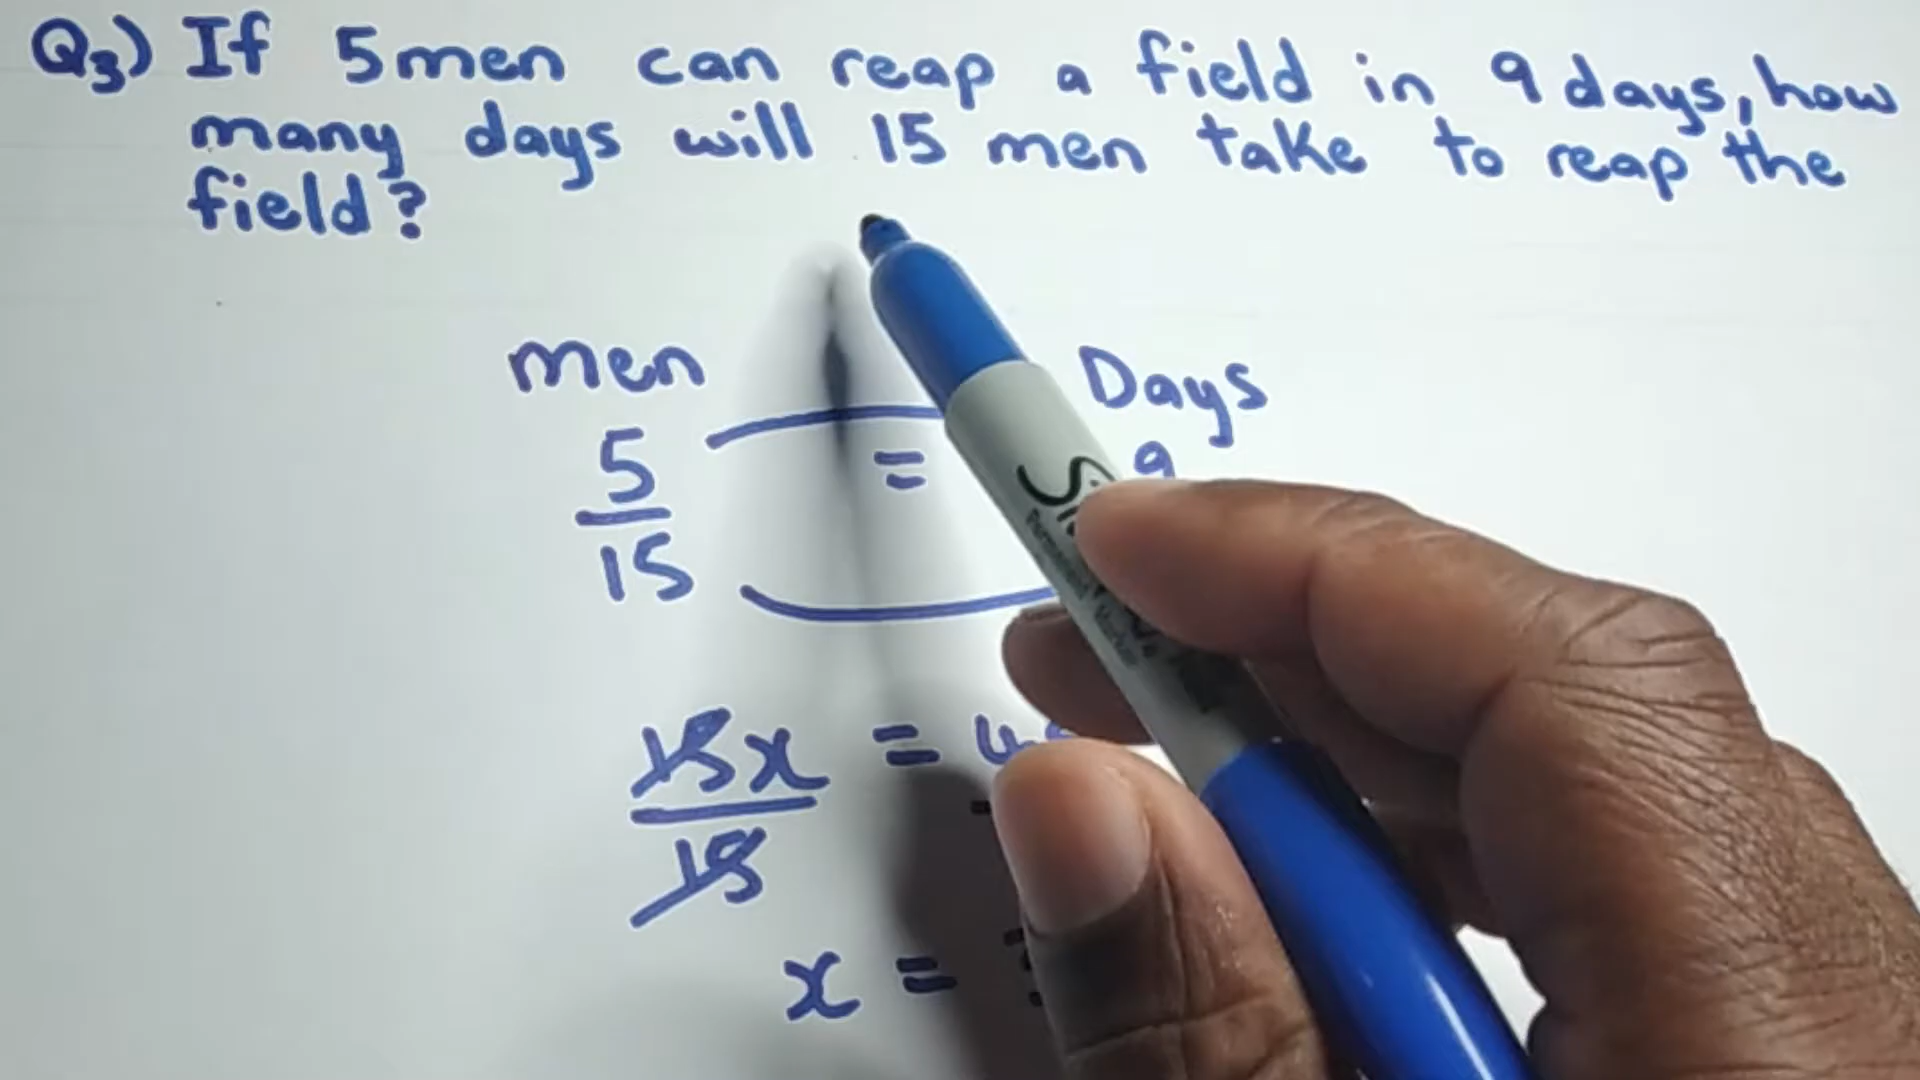 Q3) If 5 men can reap a field in 9 days, how
many days will 15 men take to reap the
field?
men Days
5 = 9
15
15x =
15
x =